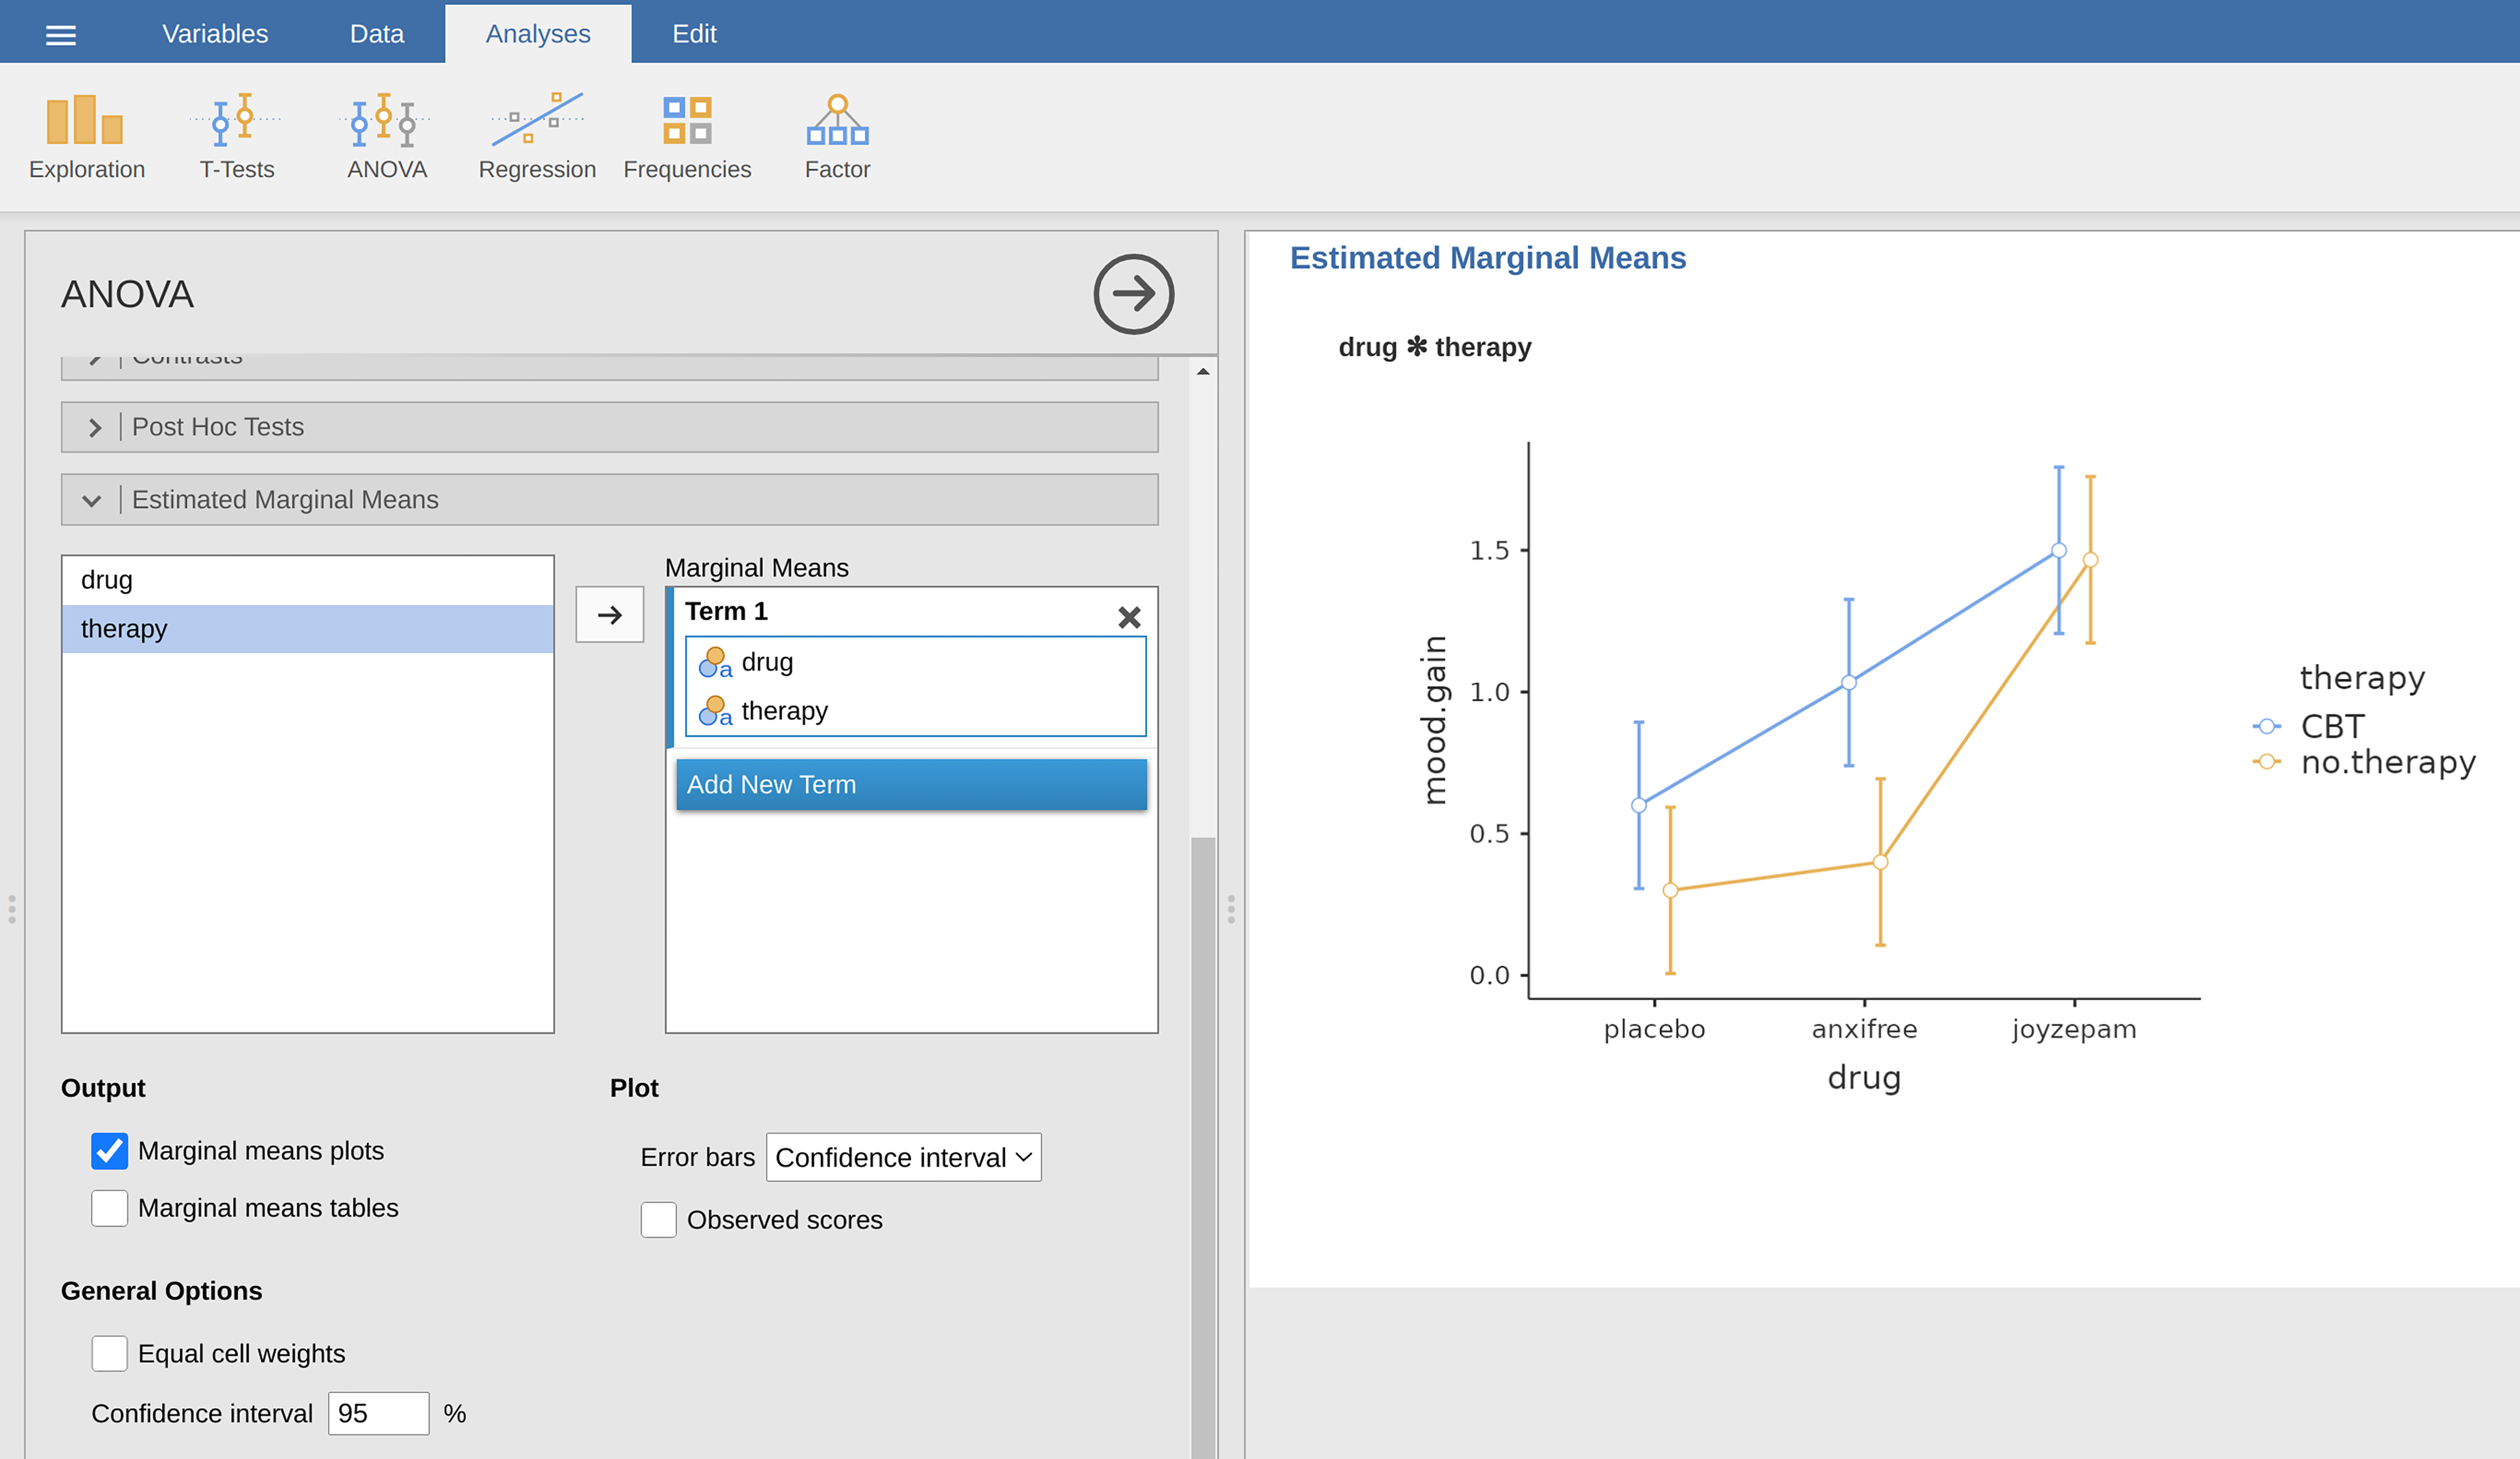 Variables Data Analyses Edit
Exploration T-Tests ANOVA Regression Frequencies Factor
ANOVA
Contrasts
Post Hoc Tests
Estimated Marginal Means
drug
therapy
Marginal Means
Term 1
a drug
a therapy
Add New Term
Output
Marginal means plots
Marginal means tables
Plot
Error bars Confidence interval
Observed scores
General Options
Equal cell weights
Confidence interval 95 %
Estimated Marginal Means
drug ✻ therapy
mood.gain
1.5
1.0
0.5
0.0
placebo anxifree joyzepam
drug
therapy
CBT
no.therapy